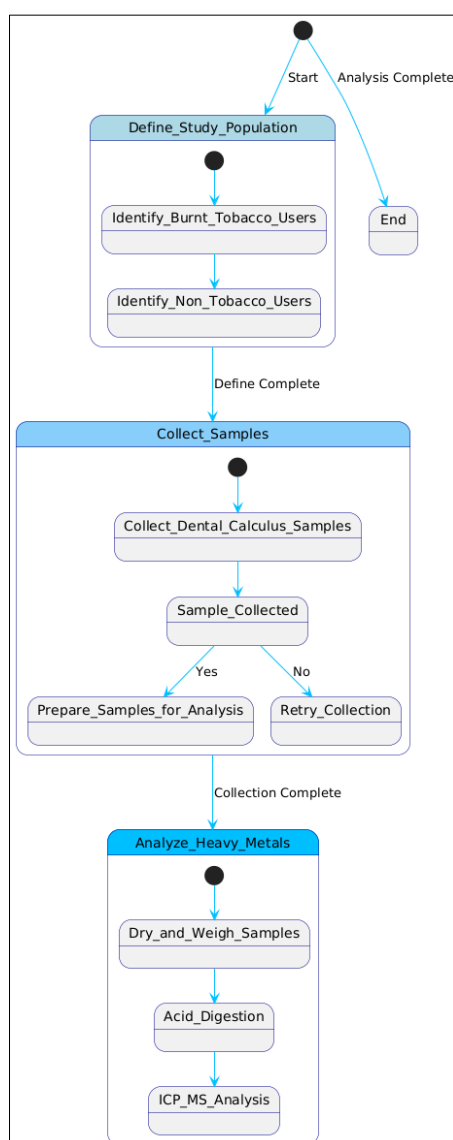 Start
Analysis Complete
Define_Study_Population
Identify_Burnt_Tobacco_Users
Identify_Non_Tobacco_Users
End
Define Complete
Collect_Samples
Collect_Dental_Calculus_Samples
Sample_Collected
Yes
No
Prepare_Samples_for_Analysis
Retry_Collection
Collection Complete
Analyze_Heavy_Metals
Dry_and_Weigh_Samples
Acid_Digestion
ICP_MS_Analysis